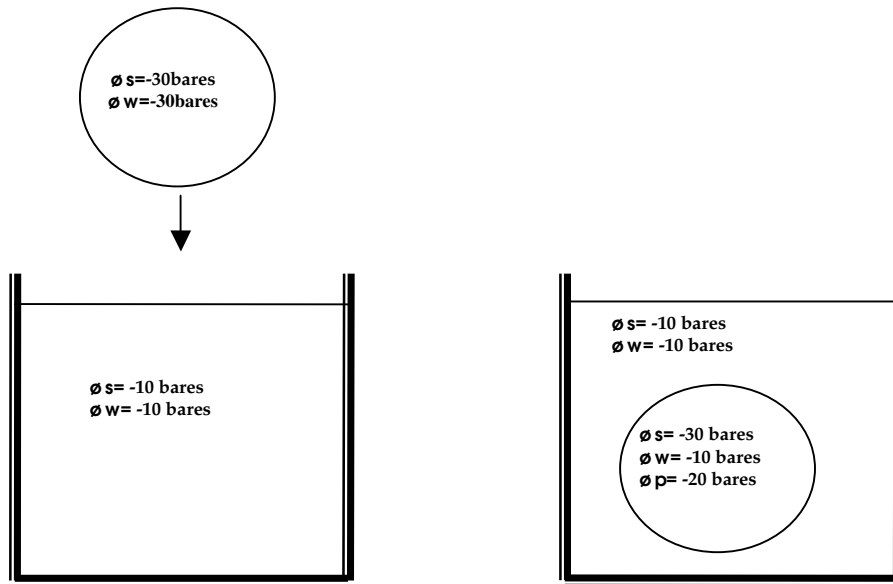 ø s=-30bares
ø w=-30bares
ø s= -10 bares
ø w= -10 bares
ø s= -10 bares
ø w= -10 bares
ø s= -30 bares
ø w= -10 bares
ø p= -20 bares